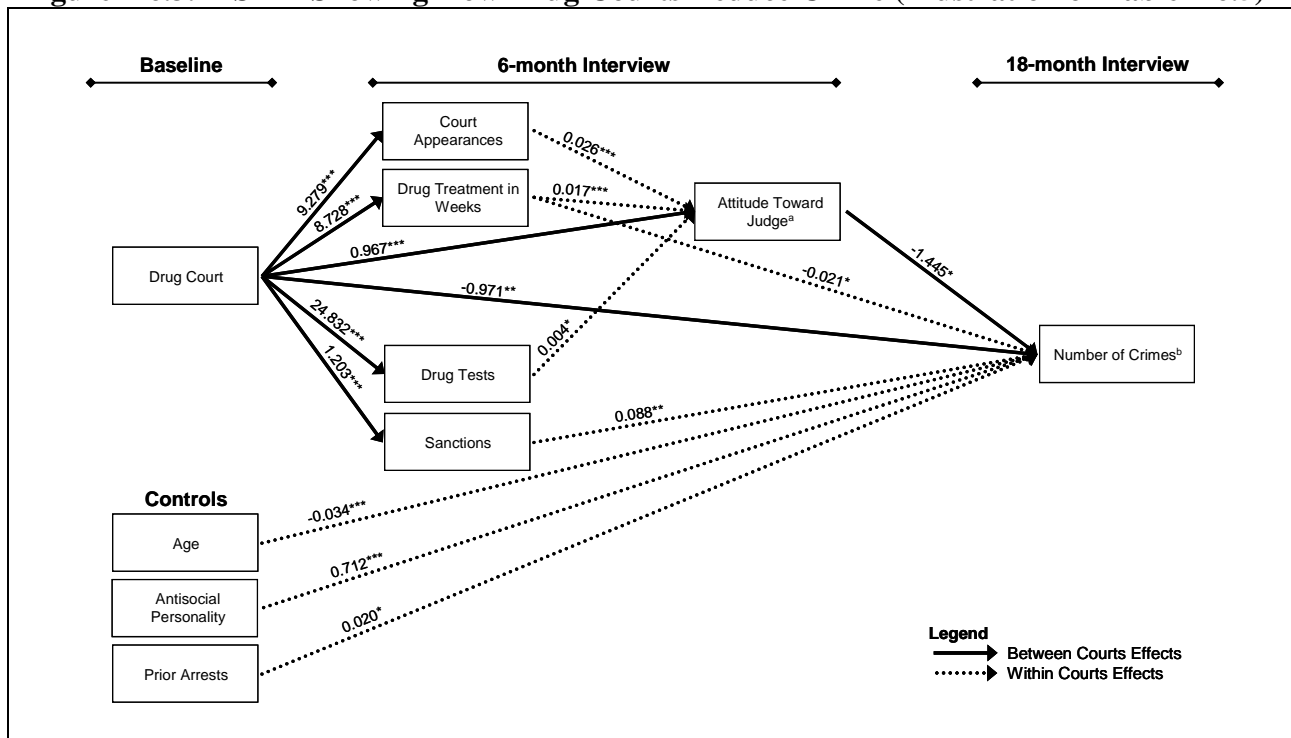 Baseline
6-month Interview
18-month Interview
Court
Appearances
0.026***
9.279***
Drug Treatment in
Weeks
0.017***
8.728***
Attitude Toward
Judgeᵃ
0.967***
-1.445*
Drug Court
-0.021*
-0.971**
24.832***
0.004*
Number of Crimesᵇ
1.203***
Drug Tests
Sanctions
0.088**
Controls
-0.034***
Age
0.712***
Antisocial
Personality
0.020*
Prior Arrests
Legend
Between Courts Effects
Within Courts Effects